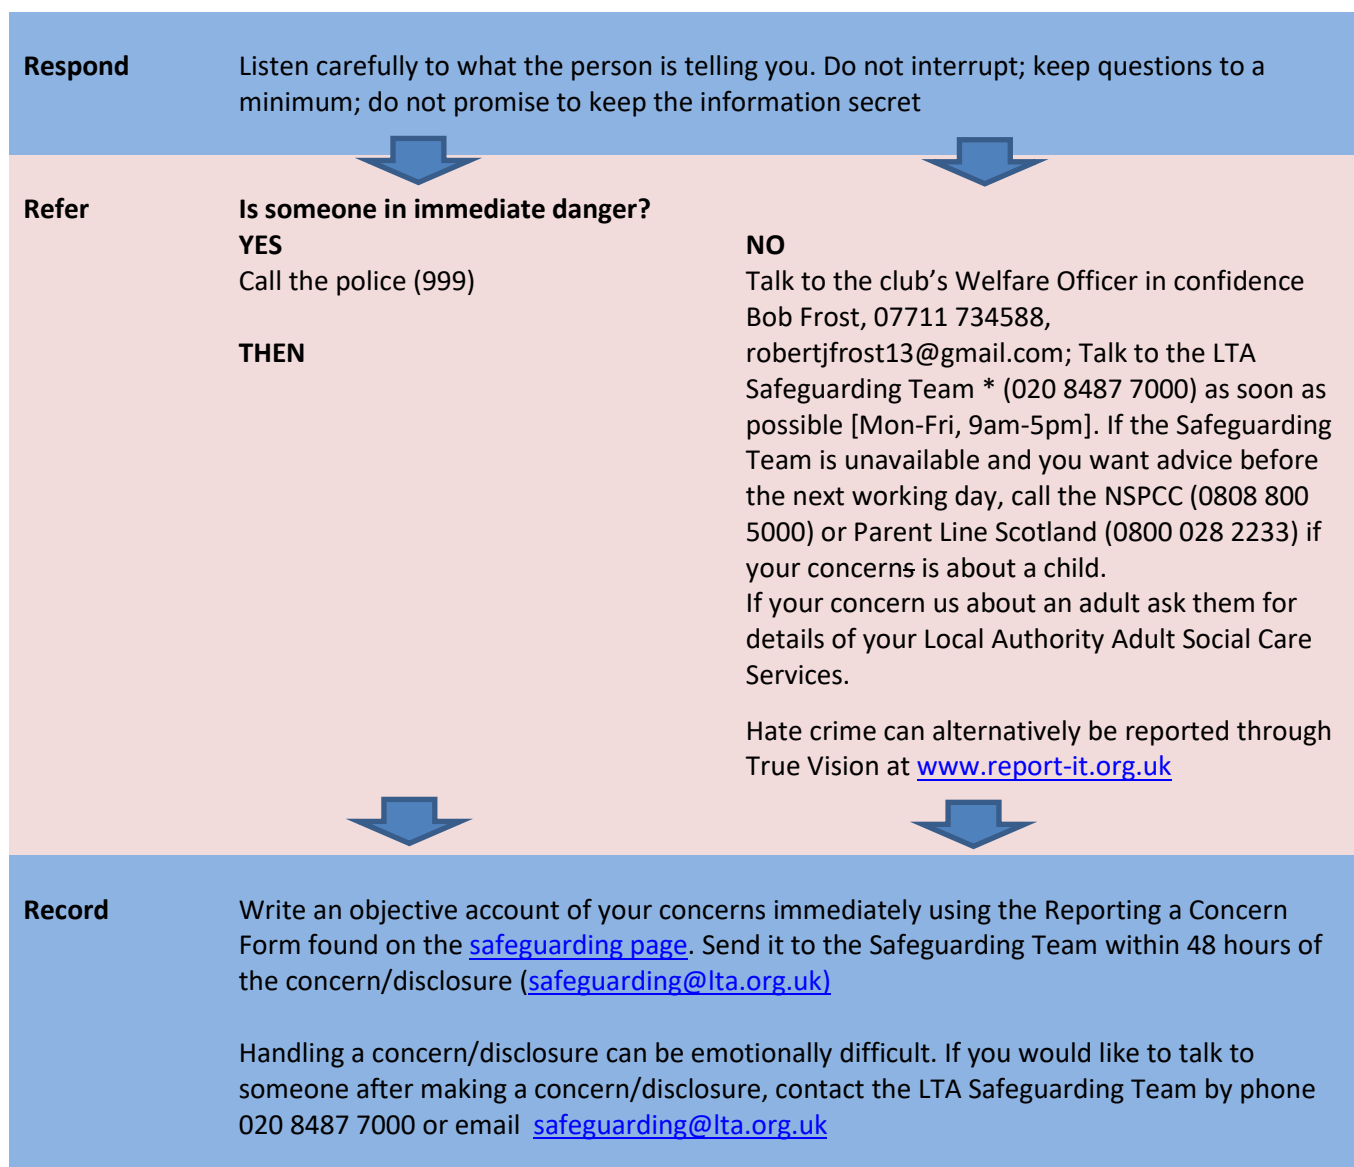 Respond
Listen carefully to what the person is telling you. Do not interrupt; keep questions to a
minimum; do not promise to keep the information secret
Refer
Is someone in immediate danger?
YES
Call the police (999)
THEN
NO
Talk to the club’s Welfare Officer in confidence
Bob Frost, 07711 734588,
robertjfrost13@gmail.com; Talk to the LTA
Safeguarding Team * (020 8487 7000) as soon as
possible [Mon-Fri, 9am-5pm]. If the Safeguarding
Team is unavailable and you want advice before
the next working day, call the NSPCC (0808 800
5000) or Parent Line Scotland (0800 028 2233) if
your concerns is about a child.
If your concern us about an adult ask them for
details of your Local Authority Adult Social Care
Services.
Hate crime can alternatively be reported through
True Vision at www.report-it.org.uk
Record
Write an objective account of your concerns immediately using the Reporting a Concern
Form found on the safeguarding page. Send it to the Safeguarding Team within 48 hours of
the concern/disclosure (safeguarding@lta.org.uk)
Handling a concern/disclosure can be emotionally difficult. If you would like to talk to
someone after making a concern/disclosure, contact the LTA Safeguarding Team by phone
020 8487 7000 or email safeguarding@lta.org.uk